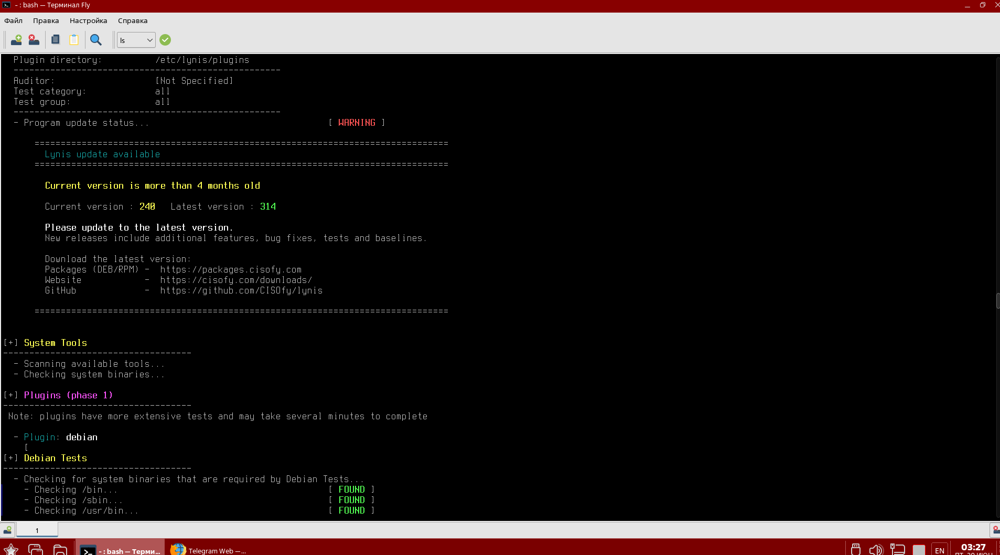 - : bash — Терминал Fly
Файл Правка Настройка Справка
ls
Plugin directory: /etc/lynis/plugins
---------------------------------------------------
Auditor: [Not Specified]
Test category: all
Test group: all
---------------------------------------------------
- Program update status... [ WARNING ]
===============================================================================
Lynis update available
===============================================================================
Current version is more than 4 months old
Current version : 240 Latest version : 314
Please update to the latest version.
New releases include additional features, bug fixes, tests and baselines.
Download the latest version:
Packages (DEB/RPM) - https://packages.cisofy.com
Website - https://cisofy.com/downloads/
GitHub - https://github.com/CISOfy/lynis
===============================================================================
[+] System Tools
------------------------------------
- Scanning available tools...
- Checking system binaries...
[+] Plugins (phase 1)
------------------------------------
Note: plugins have more extensive tests and may take several minutes to complete
- Plugin: debian
[
[+] Debian Tests
------------------------------------
- Checking for system binaries that are required by Debian Tests...
- Checking /bin... [ FOUND ]
- Checking /sbin... [ FOUND ]
- Checking /usr/bin... [ FOUND ]
1
- : bash — Терми... Telegram Web —... EN 03:27